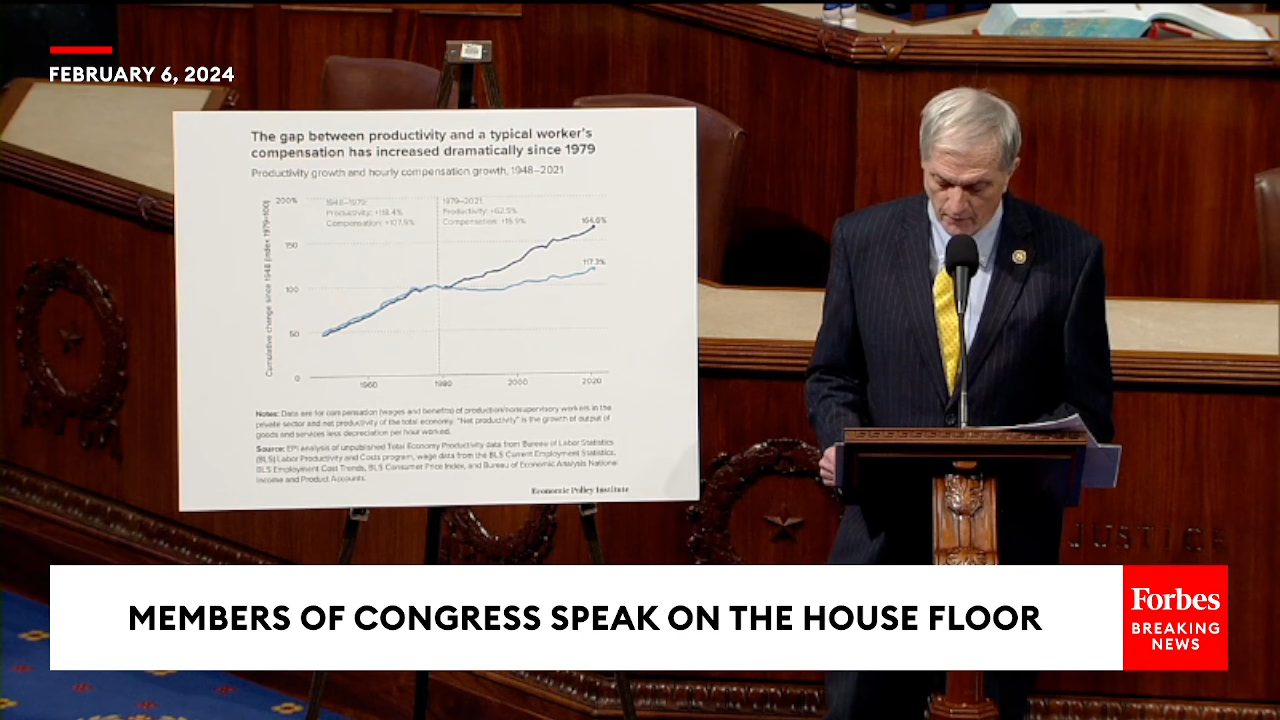 FEBRUARY 6, 2024
The gap between productivity and a typical worker's
compensation has increased dramatically since 1979
Productivity growth and hourly compensation growth, 1948–2021
Cumulative change since 1948 (index 1979=100)
200%
150
100
50
0
1948–1979
Productivity: +118.4%
Compensation: +107.5%
1979–2021
Productivity: +62.5%
Compensation: +15.9%
164.6%
117.3%
1960
1980
2000
2020
Notes: Data are for compensation (wages and benefits) of production/nonsupervisory workers in the
private sector and net productivity of the total economy. "Net productivity" is the growth of output of
goods and services less depreciation per hour worked.
Source: EPI analysis of unpublished Total Economy Productivity data from Bureau of Labor Statistics
(BLS) Labor Productivity and Costs program, wage data from the BLS Current Employment Statistics,
BLS Employment Cost Trends, BLS Consumer Price Index, and Bureau of Economic Analysis National
Income and Product Accounts.
Economic Policy Institute
JUSTICE
MEMBERS OF CONGRESS SPEAK ON THE HOUSE FLOOR
Forbes
BREAKING
NEWS